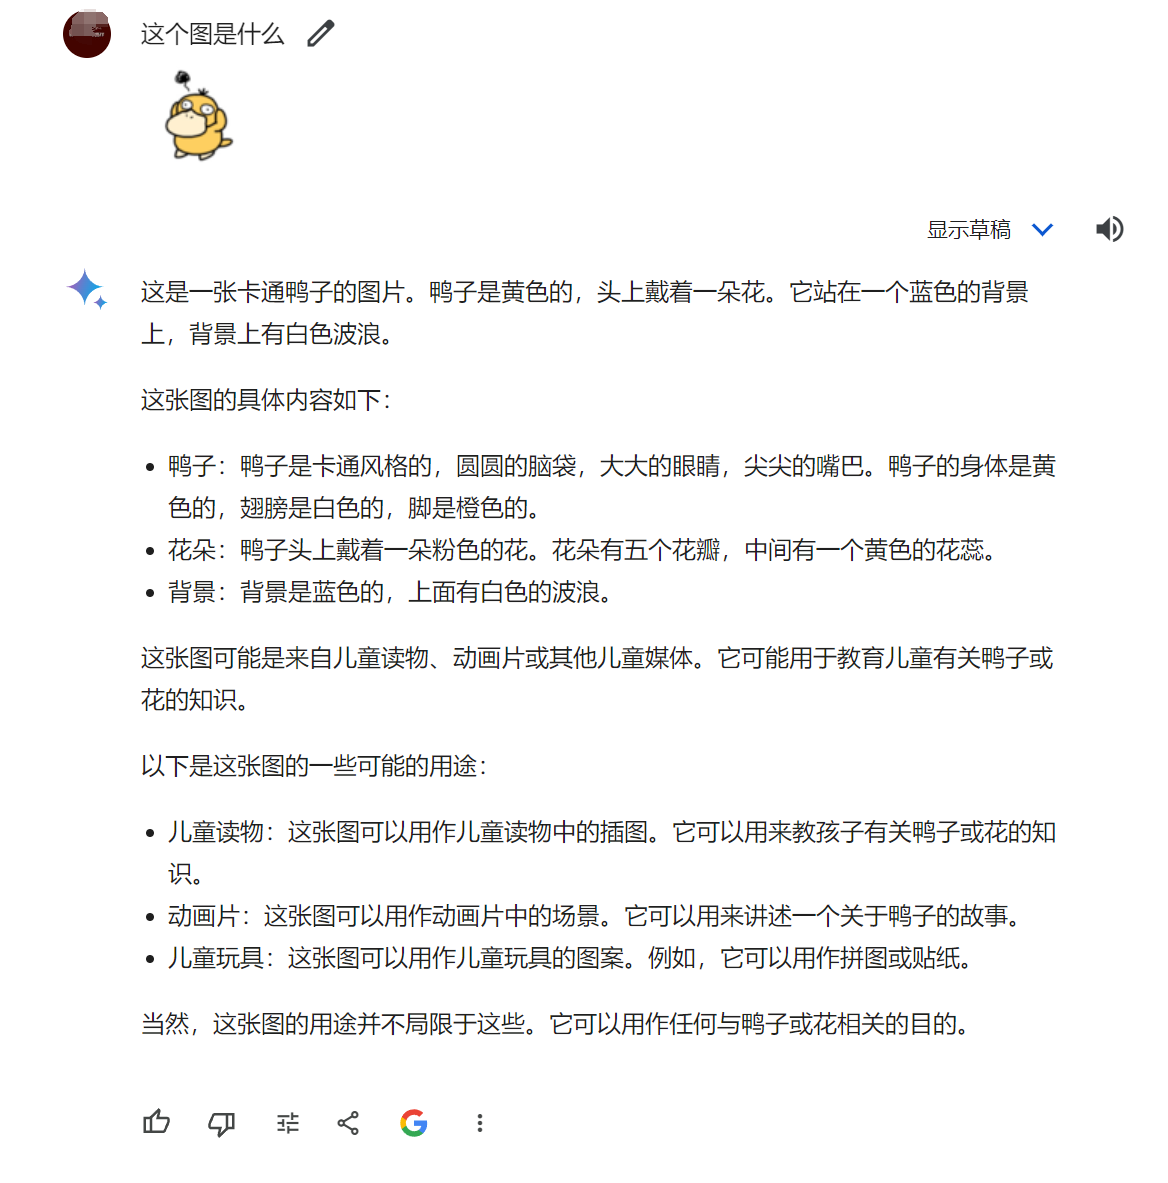 这个图是什么
显示草稿
这是一张卡通鸭子的图片。鸭子是黄色的，头上戴着一朵花。它站在一个蓝色的背景
上，背景上有白色波浪。
这张图的具体内容如下：
鸭子：鸭子是卡通风格的，圆圆的脑袋，大大的眼睛，尖尖的嘴巴。鸭子的身体是黄
色的，翅膀是白色的，脚是橙色的。
花朵：鸭子头上戴着一朵粉色的花。花朵有五个花瓣，中间有一个黄色的花蕊。
背景：背景是蓝色的，上面有白色的波浪。
这张图可能是来自儿童读物、动画片或其他儿童媒体。它可能用于教育儿童有关鸭子或
花的知识。
以下是这张图的一些可能的用途：
儿童读物：这张图可以用作儿童读物中的插图。它可以用来教孩子有关鸭子或花的知
识。
动画片：这张图可以用作动画片中的场景。它可以用来讲述一个关于鸭子的故事。
儿童玩具：这张图可以用作儿童玩具的图案。例如，它可以用作拼图或贴纸。
当然，这张图的用途并不局限于这些。它可以用作任何与鸭子或花相关的目的。